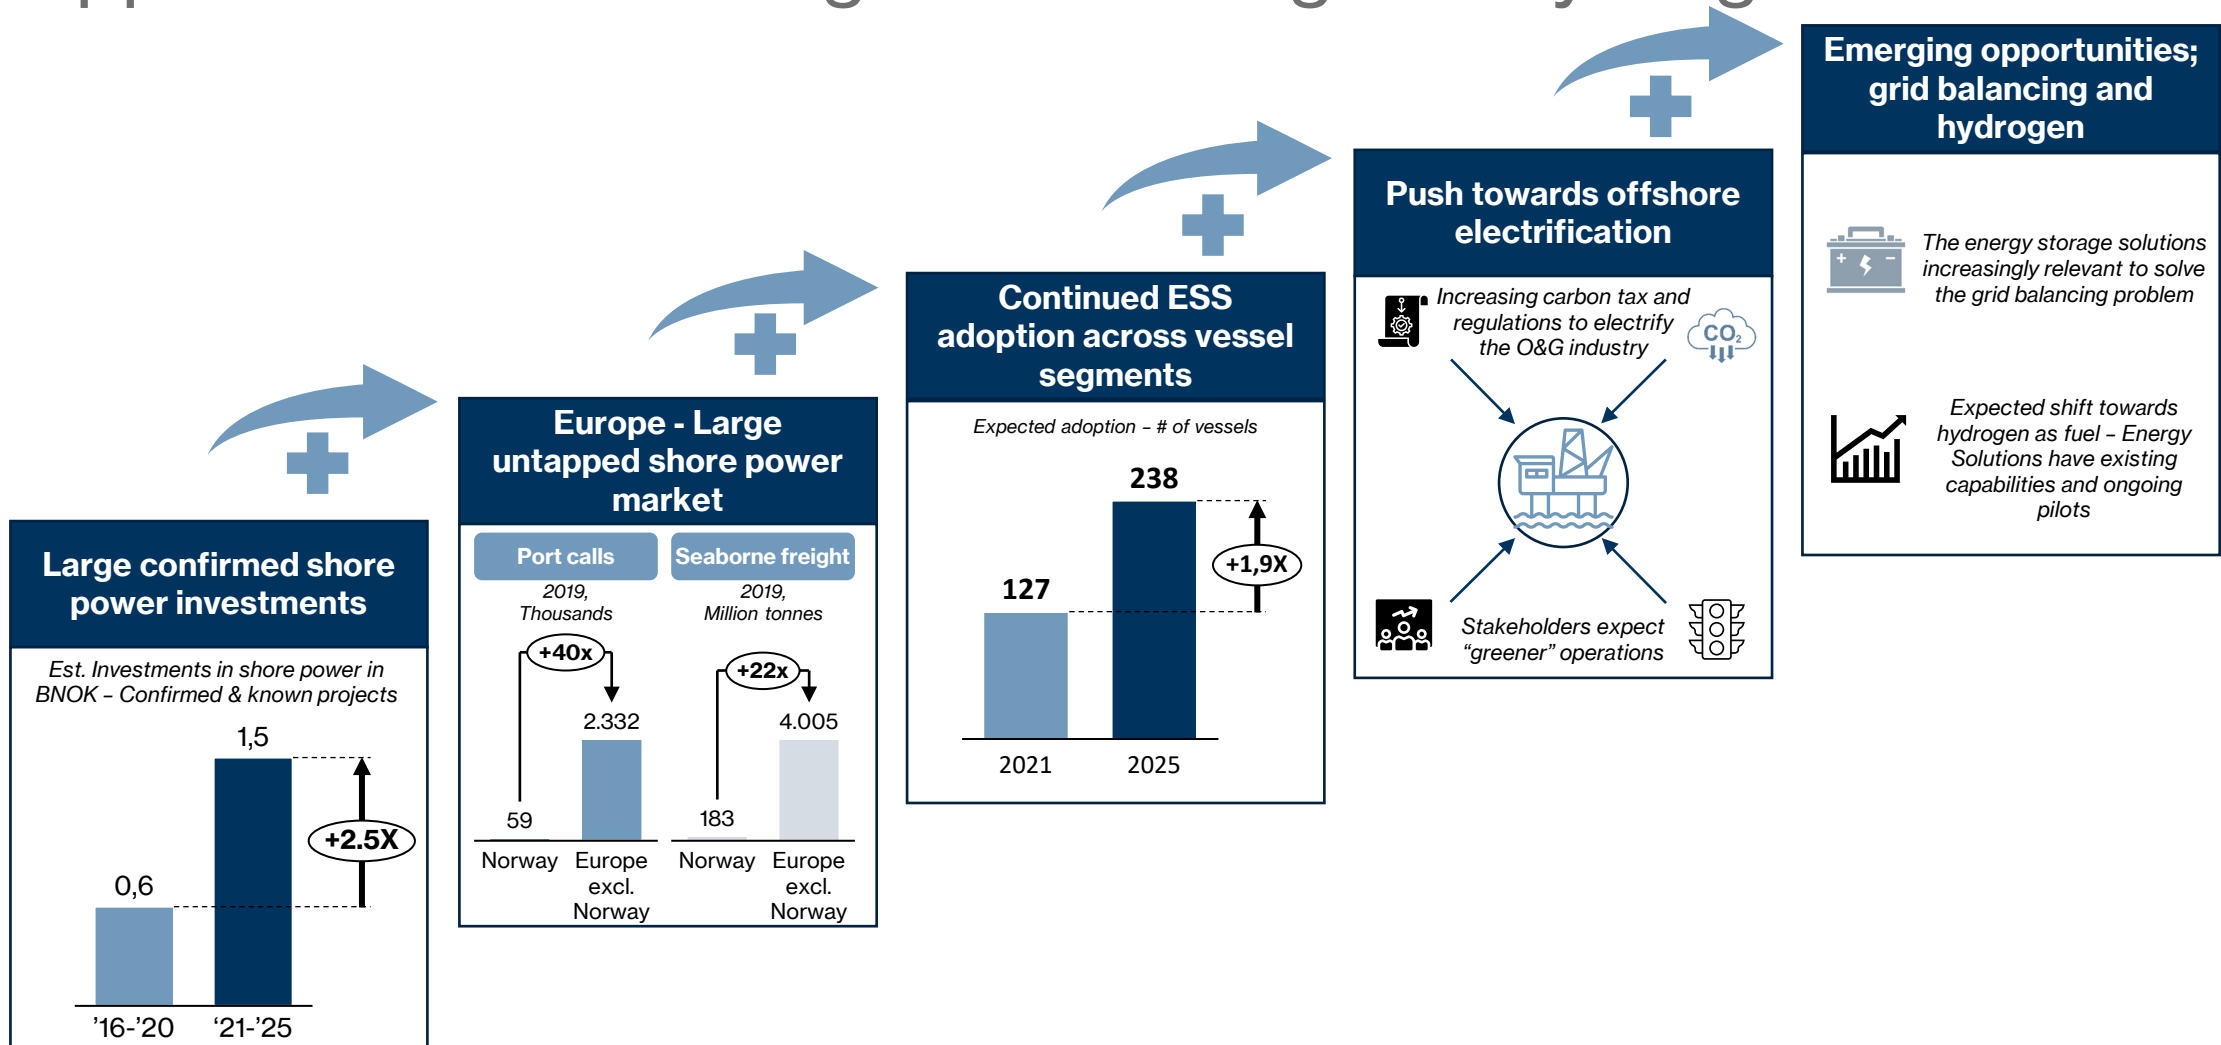 Large confirmed shore
power investments
Est. Investments in shore power in
BNOK – Confirmed & known projects
1,5
0,6
+2.5X
’16-’20
‘21-’25
Europe - Large
untapped shore power
market
Port calls
2019,
Thousands
+40x
2.332
59
Norway
Europe
excl.
Norway
Seaborne freight
2019,
Million tonnes
+22x
4.005
183
Norway
Europe
excl.
Norway
Continued ESS
adoption across vessel
segments
Expected adoption – # of vessels
238
127
+1,9X
2021
2025
Push towards offshore
electrification
Increasing carbon tax and
regulations to electrify
the O&G industry
CO2
Stakeholders expect
“greener” operations
Emerging opportunities;
grid balancing and
hydrogen
The energy storage solutions
increasingly relevant to solve
the grid balancing problem
Expected shift towards
hydrogen as fuel – Energy
Solutions have existing
capabilities and ongoing
pilots